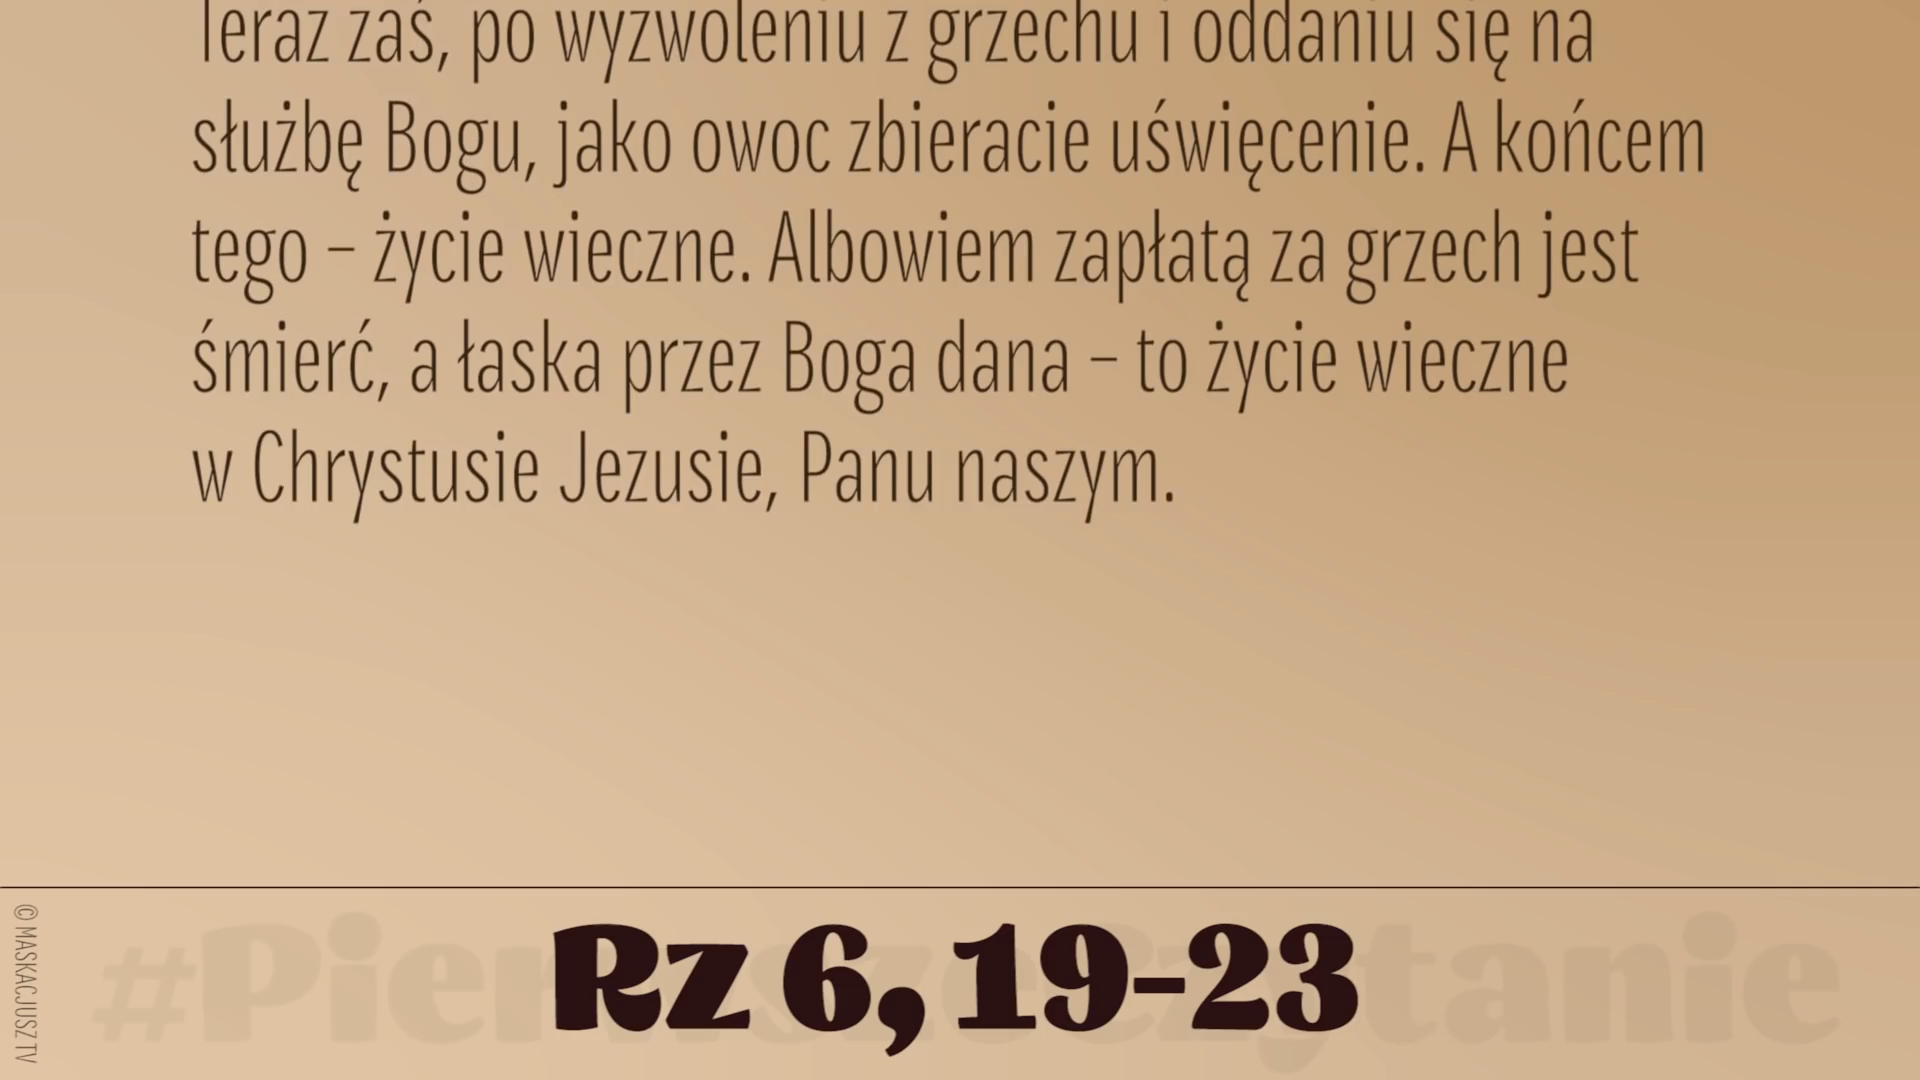 Teraz zaś, po wyzwoleniu z grzechu i oddaniu się na
służbę Bogu, jako owoc zbieracie uświęcenie. A końcem
tego – życie wieczne. Albowiem zapłatą za grzech jest
śmierć, a łaska przez Boga dana – to życie wieczne
w Chrystusie Jezusie, Panu naszym.
#PierwszeCzytanie
Rz 6, 19-23
© MASKACJUSZ TV